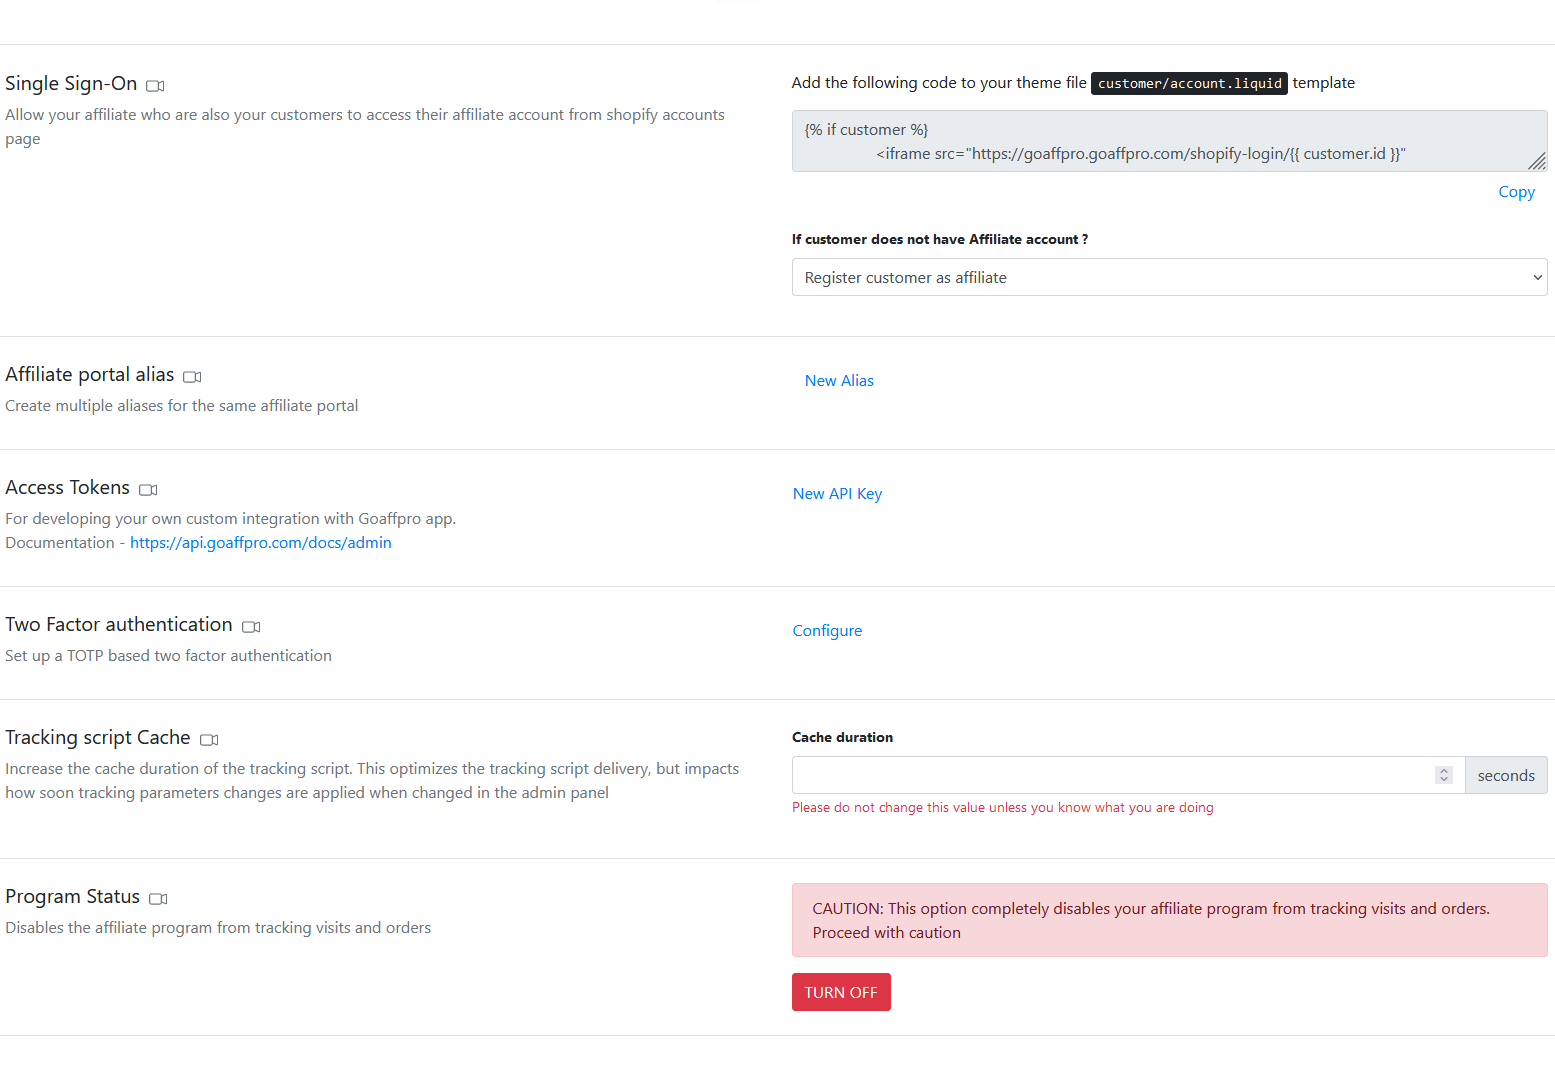 Single Sign-On
Allow your affiliate who are also your customers to access their affiliate account from shopify accounts
page
Add the following code to your theme file customer/account.liquid template
{% if customer %}
<iframe src="https://goaffpro.goaffpro.com/shopify-login/{{ customer.id }}"
Copy
If customer does not have Affiliate account ?
Register customer as affiliate
Affiliate portal alias
Create multiple aliases for the same affiliate portal
New Alias
Access Tokens
For developing your own custom integration with Goaffpro app.
Documentation - https://api.goaffpro.com/docs/admin
New API Key
Two Factor authentication
Set up a TOTP based two factor authentication
Configure
Tracking script Cache
Increase the cache duration of the tracking script. This optimizes the tracking script delivery, but impacts
how soon tracking parameters changes are applied when changed in the admin panel
Cache duration
seconds
Please do not change this value unless you know what you are doing
Program Status
Disables the affiliate program from tracking visits and orders
CAUTION: This option completely disables your affiliate program from tracking visits and orders.
Proceed with caution
TURN OFF